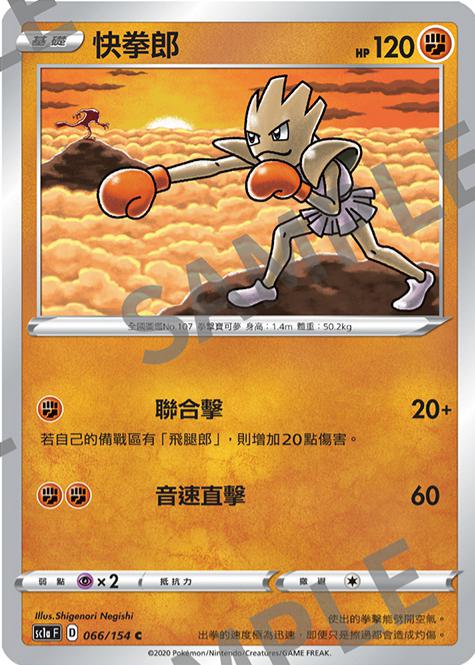 基礎 快拳郎 HP 120
全國圖鑑No.107 拳擊寶可夢 身高：1.4m 體重：50.2kg
聯合擊 20+
若自己的備戰區有「飛腿郎」，則增加20點傷害。
音速直擊 60
弱點 ×2 抵抗力 撤退
Illus.Shigenori Negishi
sc1a F D 066/154 C
使出的拳擊能劈開空氣。
出拳的速度極為迅速，即便只是擦過都會造成灼傷。
©2020 Pokémon/Nintendo/Creatures/GAME FREAK.
SAMPLE
SAMPLE